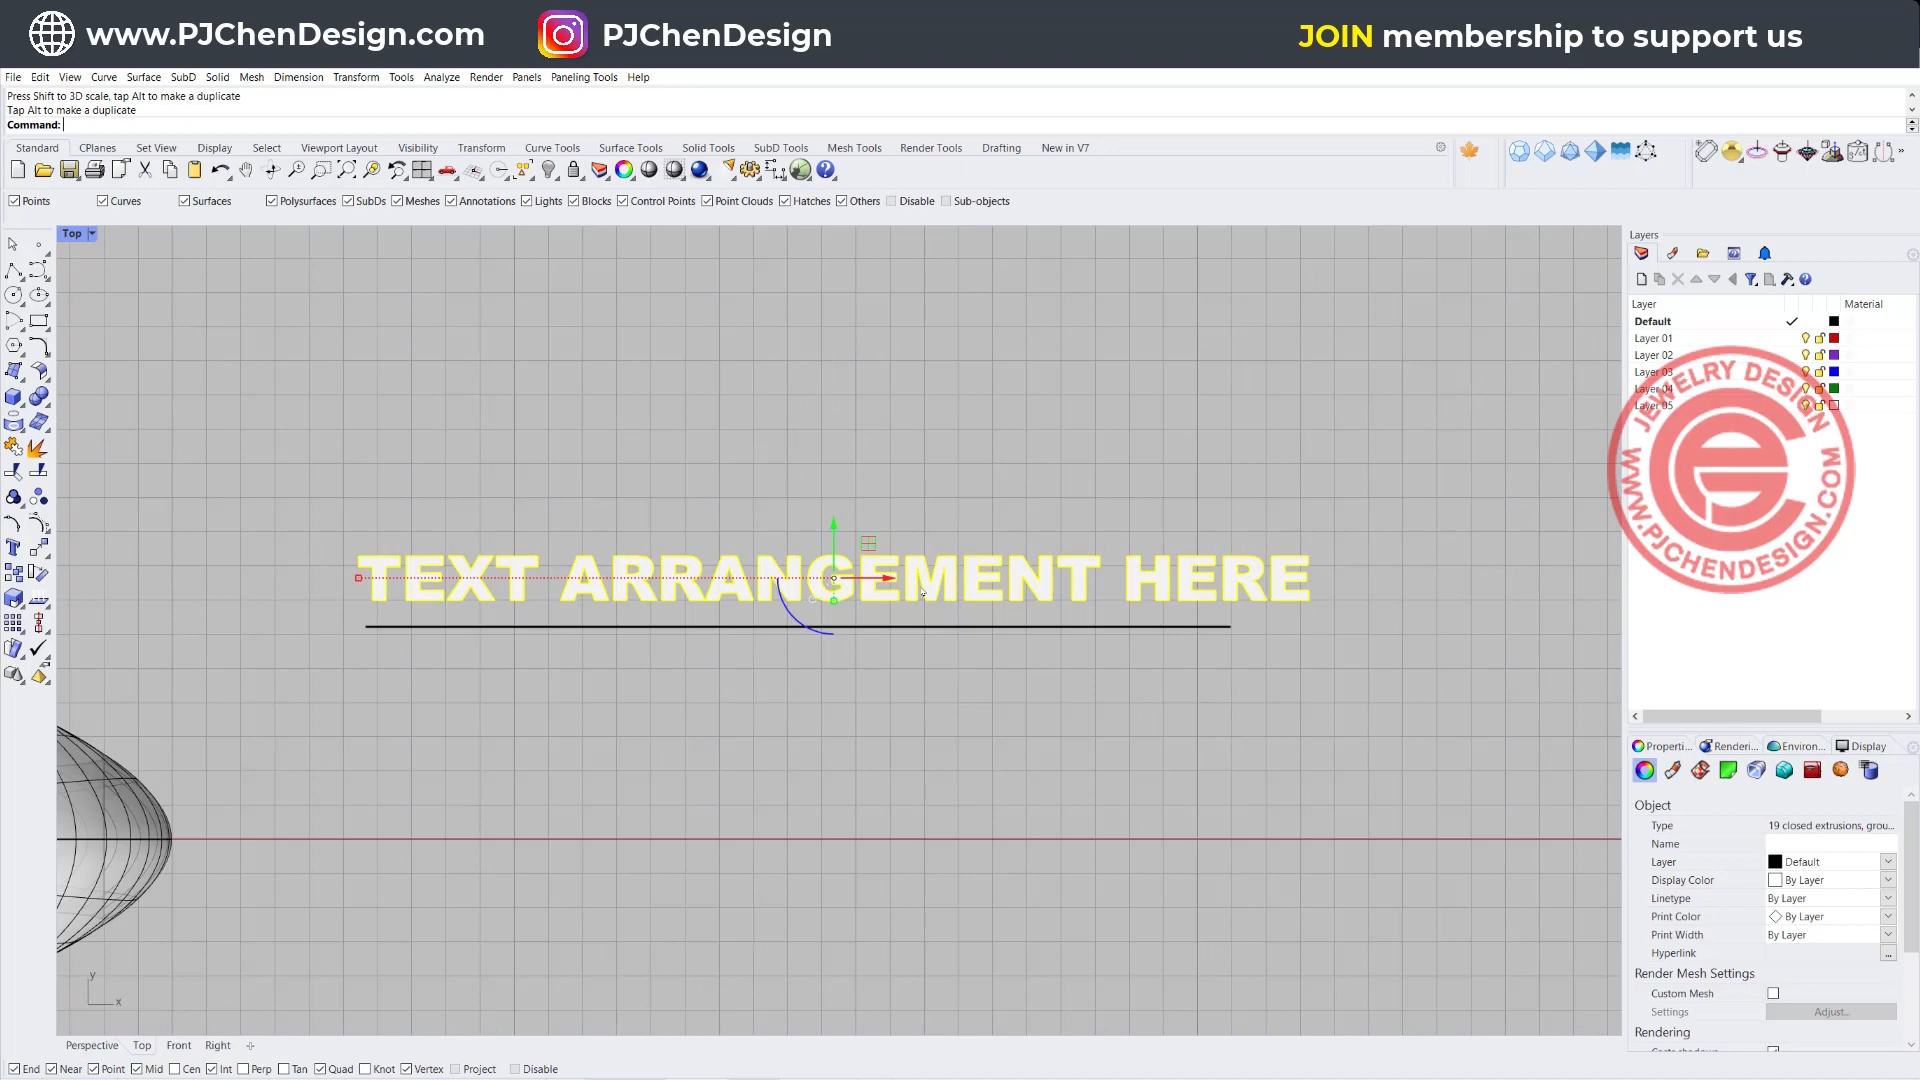 www.PJChenDesign.com PJChenDesign JOIN membership to support us
File Edit View Curve Surface SubD Solid Mesh Dimension Transform Tools Analyze Render Panels Paneling Tools Help
Press Shift to 3D scale, tap Alt to make a duplicate
Tap Alt to make a duplicate
Command:
Standard CPlanes Set View Display Select Viewport Layout Visibility Transform Curve Tools Surface Tools Solid Tools SubD Tools Mesh Tools Render Tools Drafting New in V7
Points Curves Surfaces Polysurfaces SubDs Meshes Annotations Lights Blocks Control Points Point Clouds Hatches Others Disable Sub-objects
Top
Layers
Layer Material
Default
Layer 01
Layer 02
Layer 03
Layer 04
Layer 05
JEWELRY DESIGN
WWW.PJCHENDESIGN.COM
TEXT ARRANGEMENT HERE
Properti... Renderi... Environ... Display
Object
Type 19 closed extrusions, grou...
Name
Layer Default
Display Color By Layer
Linetype By Layer
Print Color By Layer
Print Width By Layer
Hyperlink ...
Render Mesh Settings
Custom Mesh
Settings Adjust...
Rendering
y
x
Perspective Top Front Right
End Near Point Mid Cen Int Perp Tan Quad Knot Vertex Project Disable